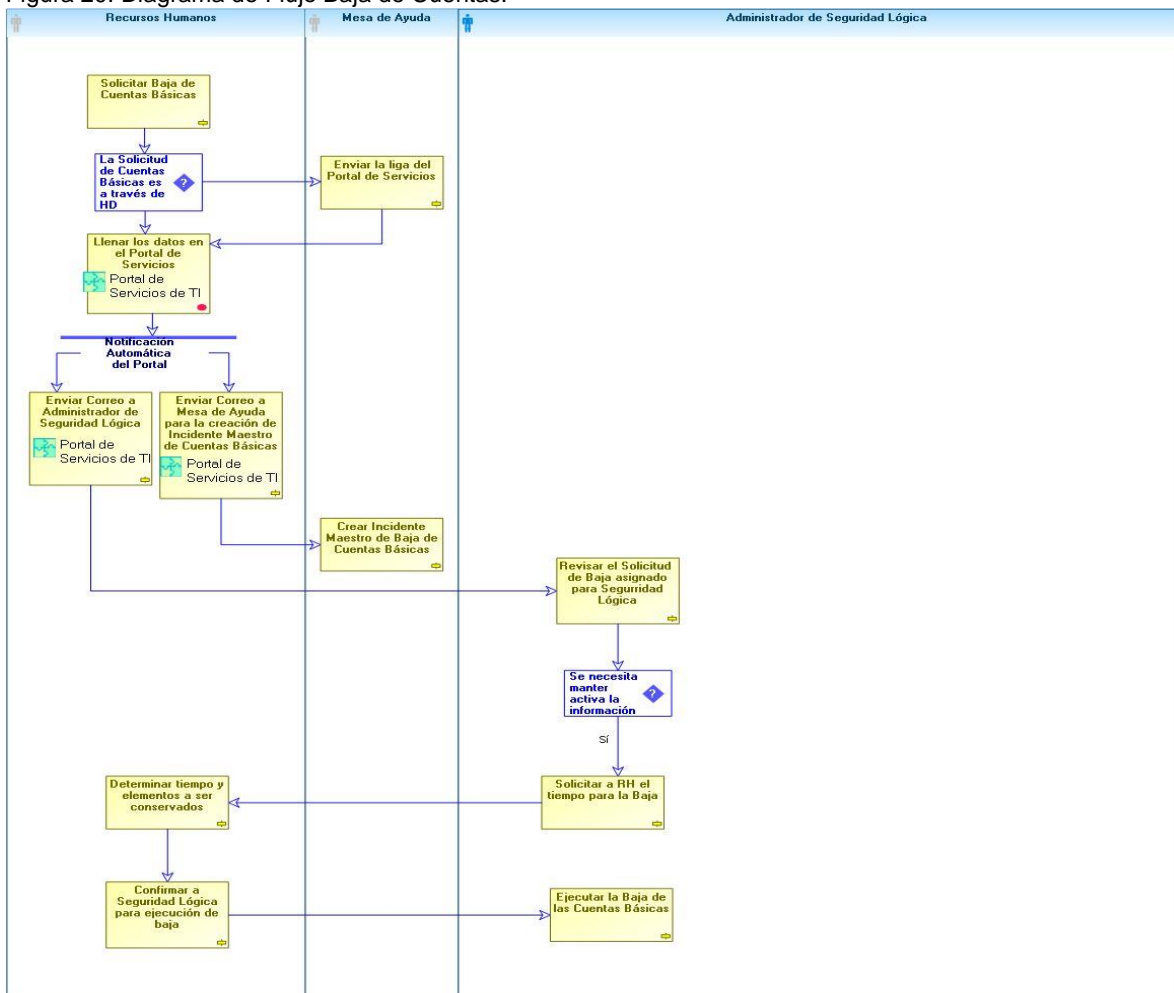 Figura 20. Diagrama de Flujo Baja de Cuentas.
Recursos Humanos
Mesa de Ayuda
Administrador de Seguridad Lógica
Solicitar Baja de
Cuentas Básicas
La Solicitud
de Cuentas
Básicas es
a través de
HD
Enviar la liga del
Portal de Servicios
Llenar los datos en
el Portal de
Servicios
Portal de
Servicios de TI
Notificación
Automática
del Portal
Enviar Correo a
Administrador de
Seguridad Lógica
Portal de
Servicios de TI
Enviar Correo a
Mesa de Ayuda
para la creación de
Incidente Maestro
de Cuentas Básicas
Portal de
Servicios de TI
Crear Incidente
Maestro de Baja de
Cuentas Básicas
Revisar el Solicitud
de Baja asignado
para Segurridad
Lógica
Se necesita
manter
activa la
información
Sí
Determinar tiempo y
elementos a ser
conservados
Solicitar a RH el
tiempo para la Baja
Confirmar a
Seguridad Lógica
para ejecución de
baja
Ejecutar la Baja de
las Cuentas Básicas